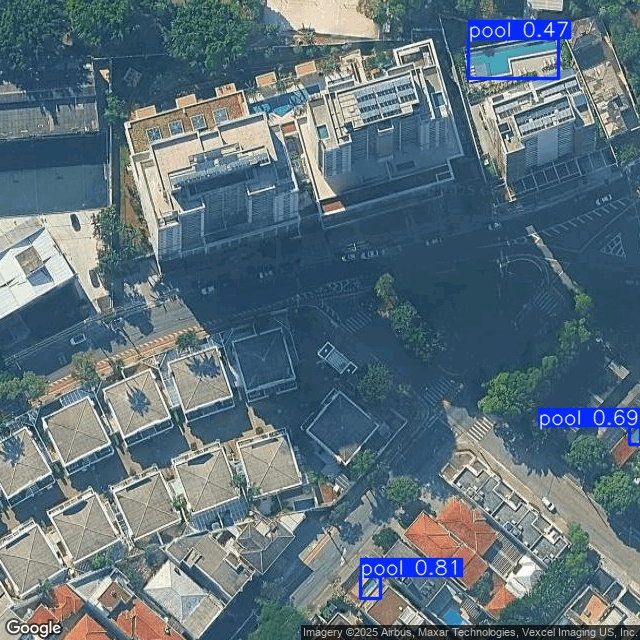 pool 0.47
pool 0.69
pool 0.81
Google
Imagery ©2025 Airbus, Maxar Technologies, Vexcel Imaging US, Inc.